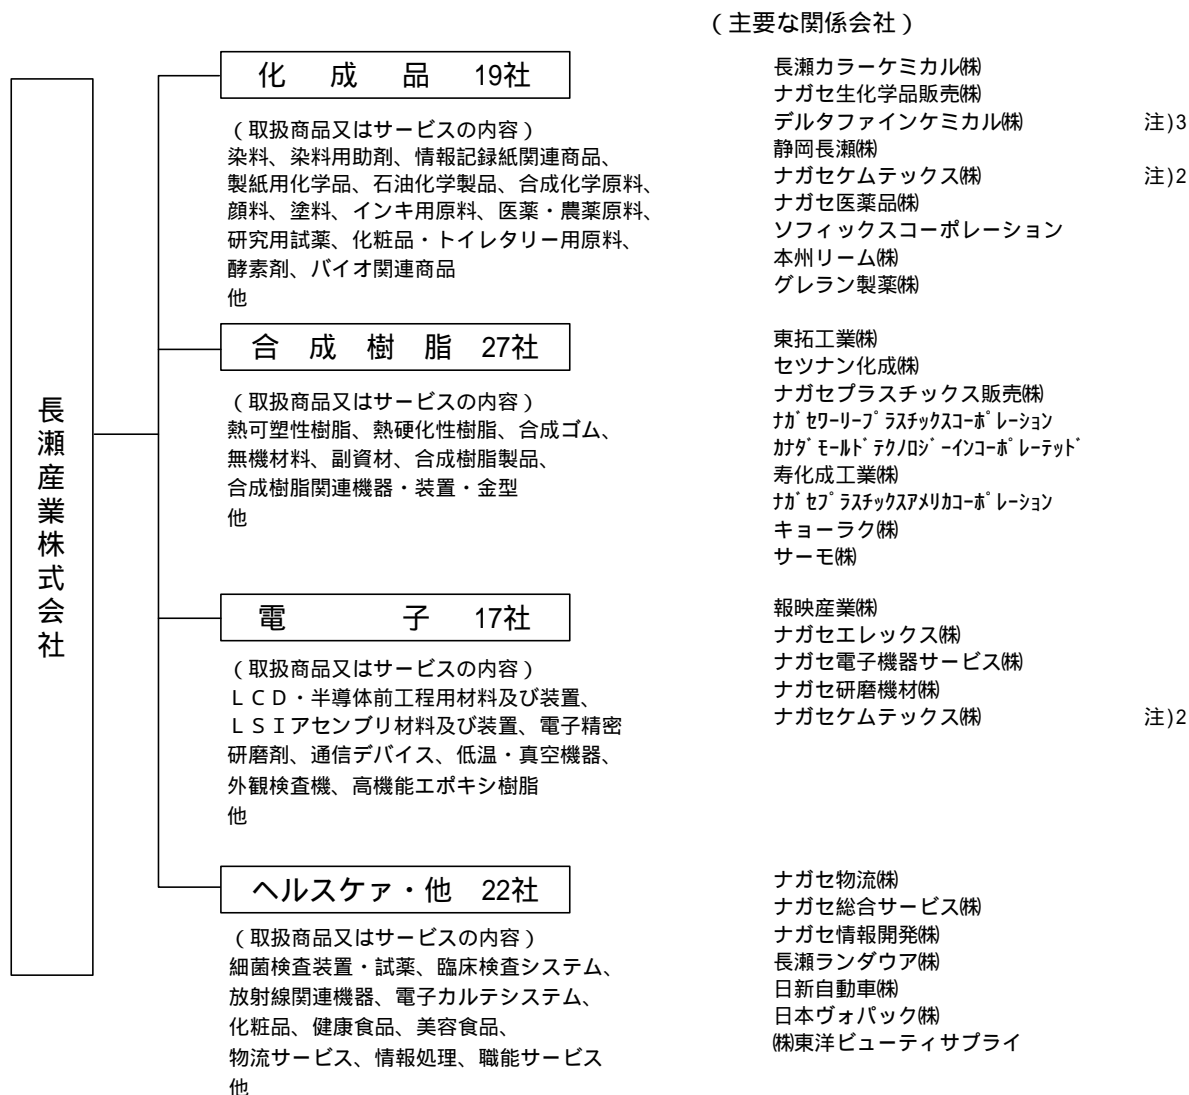 （主要な関係会社）
長瀬産業株式会社
化成品 19社
（取扱商品又はサービスの内容）
染料、染料用助剤、情報記録紙関連商品、
製紙用化学品、石油化学製品、合成化学原料、
顔料、塗料、インキ用原料、医薬・農薬原料、
研究用試薬、化粧品・トイレタリー用原料、
酵素剤、バイオ関連商品
他
長瀬カラーケミカル㈱
ナガセ生化学品販売㈱
デルタファインケミカル㈱ 注)3
静岡長瀬㈱
ナガセケムテックス㈱ 注)2
ナガセ医薬品㈱
ソフィックスコーポレーション
本州リーム㈱
グレラン製薬㈱
合成樹脂 27社
（取扱商品又はサービスの内容）
熱可塑性樹脂、熱硬化性樹脂、合成ゴム、
無機材料、副資材、合成樹脂製品、
合成樹脂関連機器・装置・金型
他
東拓工業㈱
セツナン化成㈱
ナガセプラスチックス販売㈱
ﾅｶﾞｾﾜｰﾘｰﾌﾟﾗｽﾁｯｸｽｺｰﾎﾟﾚｰｼｮﾝ
ｶﾅﾀﾞﾓｰﾙﾄﾞﾃｸﾉﾛｼﾞｰｲﾝｺｰﾎﾟﾚｰﾃｯﾄﾞ
寿化成工業㈱
ﾅｶﾞｾﾌﾟﾗｽﾁｯｸｽｱﾒﾘｶｺｰﾎﾟﾚｰｼｮﾝ
キョーラク㈱
サーモ㈱
電子 17社
（取扱商品又はサービスの内容）
ＬＣＤ・半導体前工程用材料及び装置、
ＬＳＩアセンブリ材料及び装置、電子精密
研磨剤、通信デバイス、低温・真空機器、
外観検査機、高機能エポキシ樹脂
他
報映産業㈱
ナガセエレックス㈱
ナガセ電子機器サービス㈱
ナガセ研磨機材㈱
ナガセケムテックス㈱ 注)2
ヘルスケァ・他 22社
（取扱商品又はサービスの内容）
細菌検査装置・試薬、臨床検査システム、
放射線関連機器、電子カルテシステム、
化粧品、健康食品、美容食品、
物流サービス、情報処理、職能サービス
他
ナガセ物流㈱
ナガセ総合サービス㈱
ナガセ情報開発㈱
長瀬ランダウア㈱
日新自動車㈱
日本ヴォパック㈱
㈱東洋ビューティサプライ